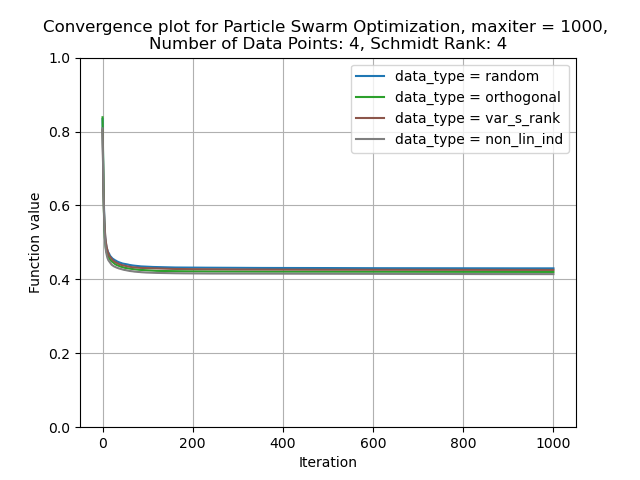 Convergence plot for Particle Swarm Optimization, maxiter = 1000,
Number of Data Points: 4, Schmidt Rank: 4
data_type = random
data_type = orthogonal
data_type = var_s_rank
data_type = non_lin_ind
Function value
1.0
0.8
0.6
0.4
0.2
0.0
0 200 400 600 800 1000
Iteration